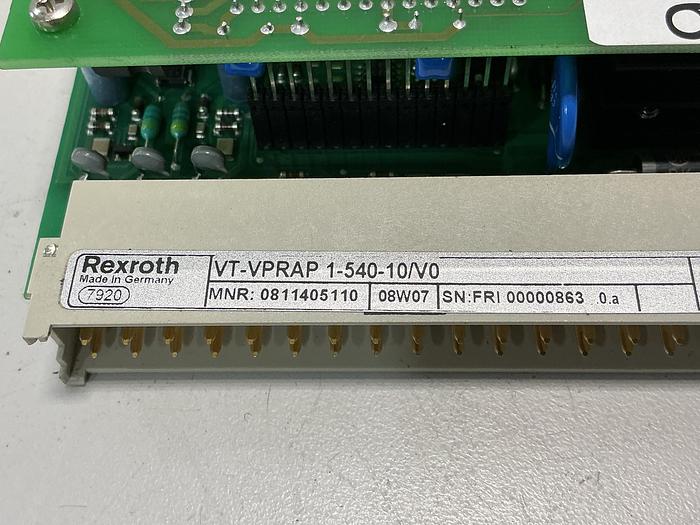 Rexroth
Made in Germany
7920
VT-VPRAP 1-540-10/V0
MNR: 0811405110
08W07
SN:FRI 00000863 .0.a